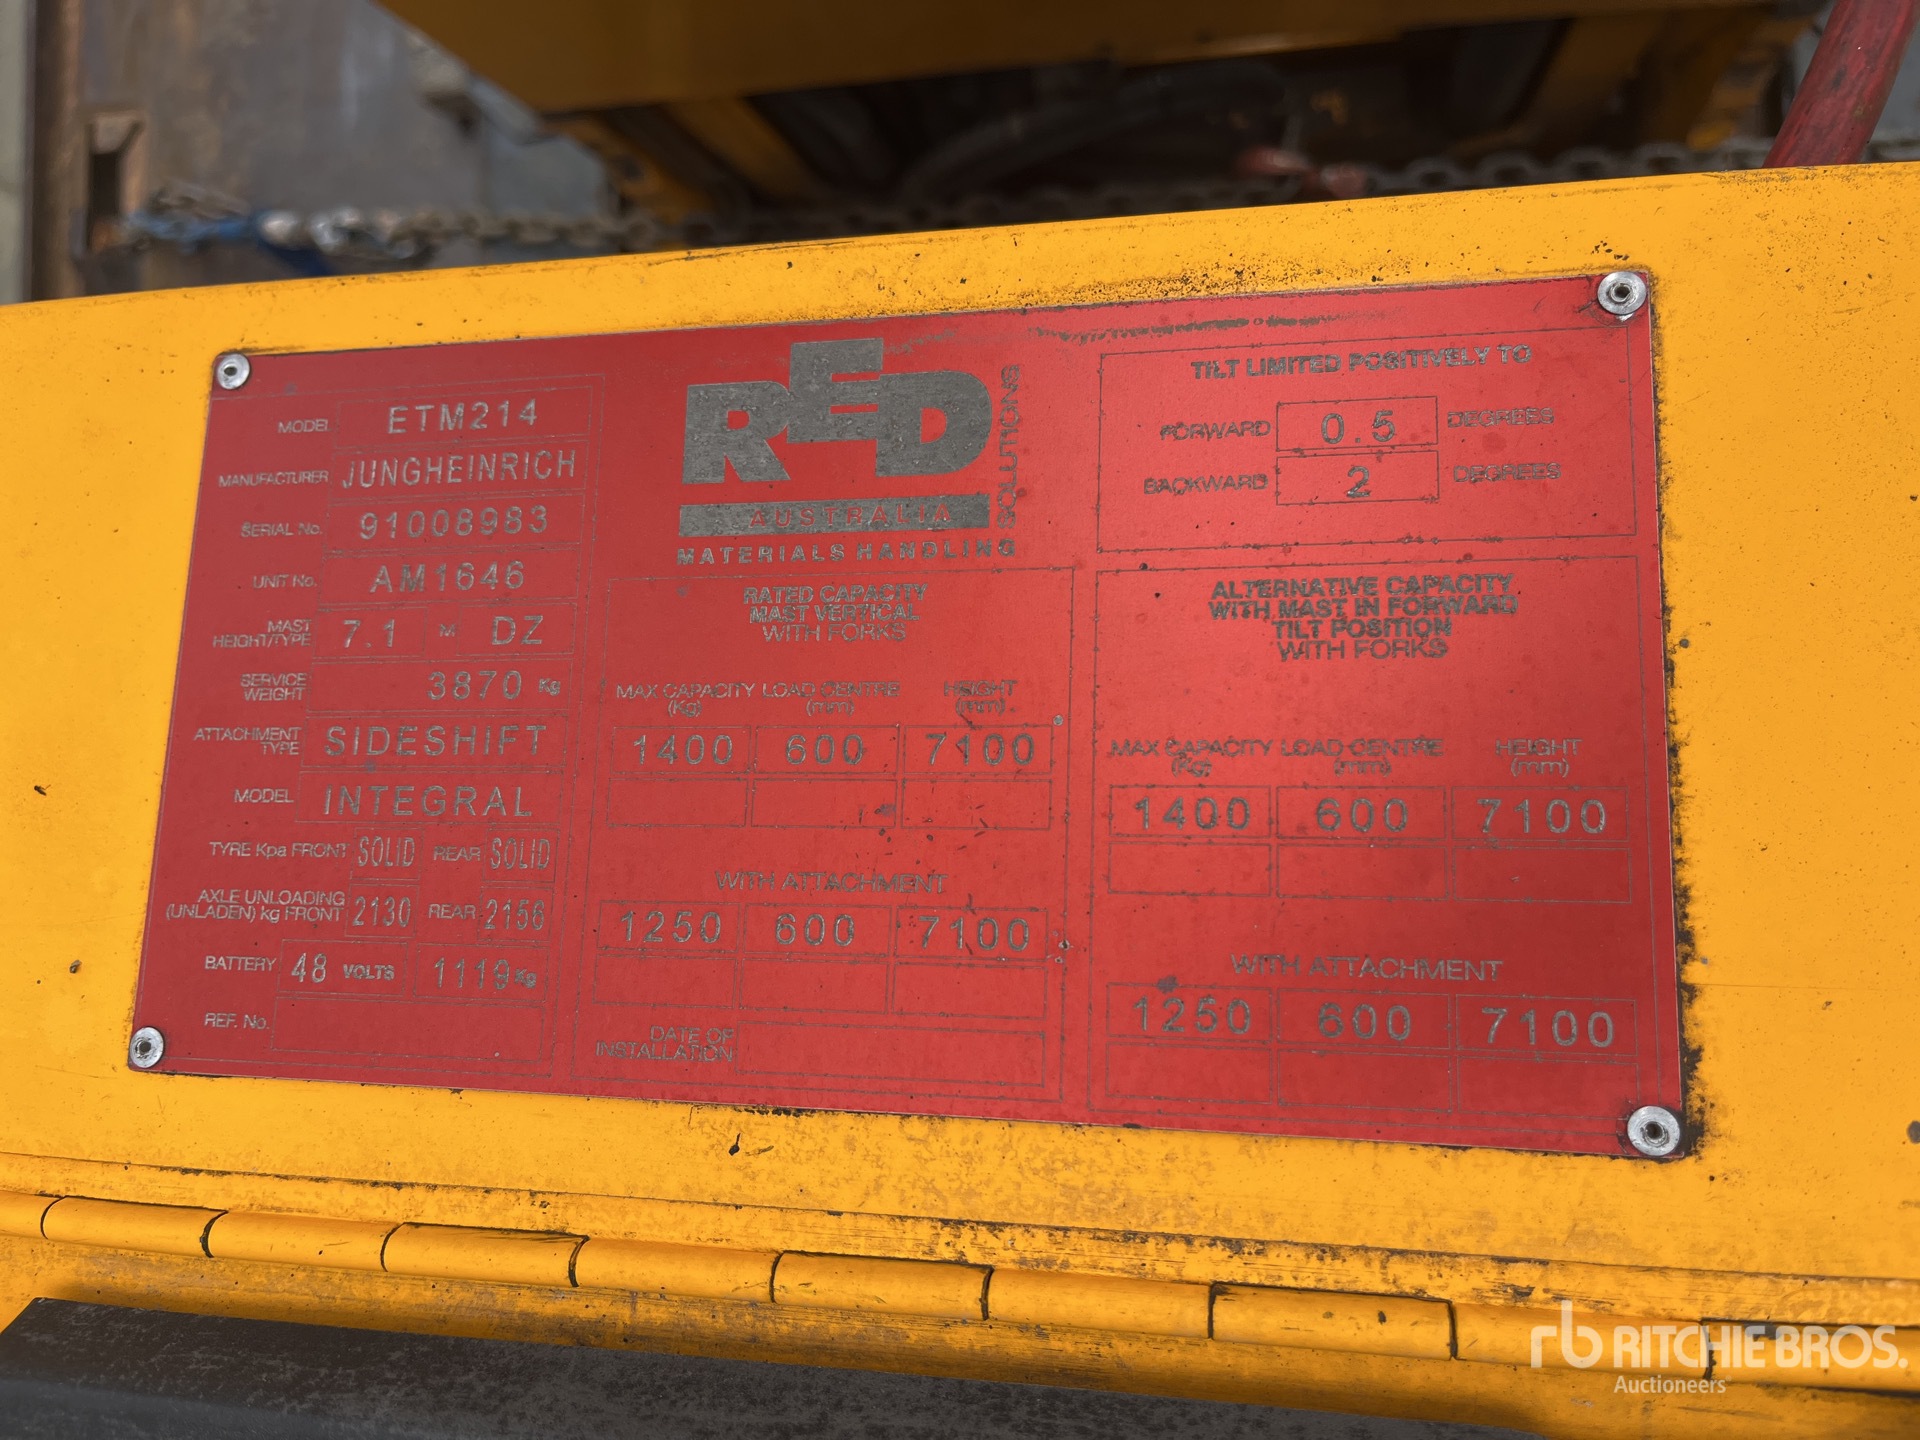 MODEL ETM214
MANUFACTURER JUNGHEINRICH
SERIAL No. 91008983
UNIT No. AM1646
MAST HEIGHT/TYPE 7.1 M DZ
SERVICE WEIGHT 3870 Kg
ATTACHMENT TYPE SIDESHIFT
MODEL INTEGRAL
TYRE Kpa FRONT SOLID REAR SOLID
AXLE UNLOADING
(UNLADEN) kg FRONT 2130 REAR 2156
BATTERY 48 VOLTS 1119 Kg
REF. No.
RED SOLUTIONS
AUSTRALIA
MATERIALS HANDLING
RATED CAPACITY
MAST VERTICAL
WITH FORKS
MAX CAPACITY (Kg) LOAD CENTRE (mm) HEIGHT (mm)
1400 600 7100
WITH ATTACHMENT
1250 600 7100
DATE OF INSTALLATION
TILT LIMITED POSITIVELY TO
FORWARD 0.5 DEGREES
BACKWARD 2 DEGREES
ALTERNATIVE CAPACITY
WITH MAST IN FORWARD
TILT POSITION
WITH FORKS
MAX CAPACITY (Kg) LOAD CENTRE (mm) HEIGHT (mm)
1400 600 7100
WITH ATTACHMENT
1250 600 7100
rb RITCHIE BROS.
Auctioneers